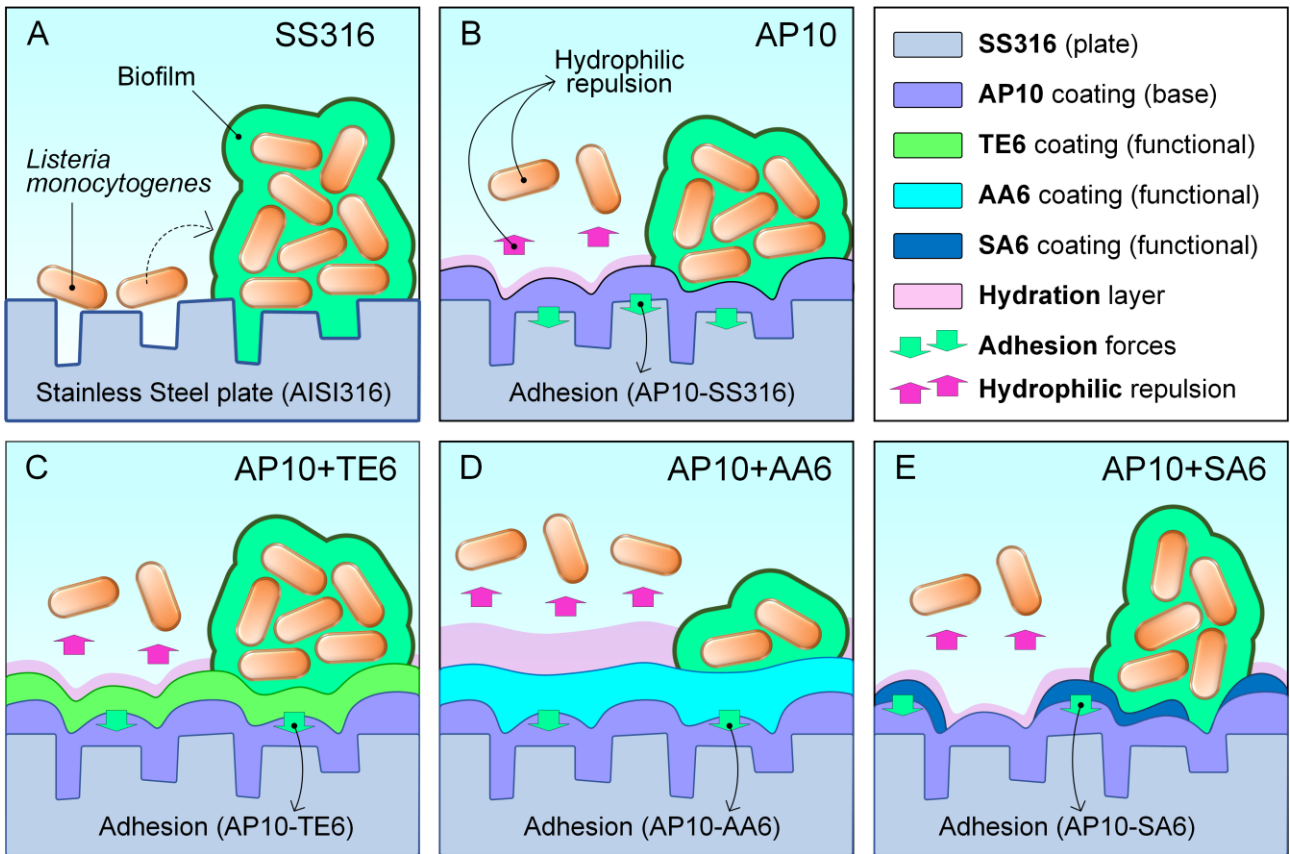 A
SS316
Biofilm
Listeria
monocytogenes
Stainless Steel plate (AISI316)
B
AP10
Hydrophilic
repulsion
Adhesion (AP10-SS316)
SS316 (plate)
AP10 coating (base)
TE6 coating (functional)
AA6 coating (functional)
SA6 coating (functional)
Hydration layer
Adhesion forces
Hydrophilic repulsion
C
AP10+TE6
Adhesion (AP10-TE6)
D
AP10+AA6
Adhesion (AP10-AA6)
E
AP10+SA6
Adhesion (AP10-SA6)